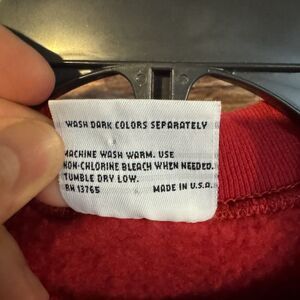 WASH DARK COLORS SEPARATELY
MACHINE WASH WARM. USE
NON-CHLORINE BLEACH WHEN NEEDED.
TUMBLE DRY LOW.
RN 13765 MADE IN U.S.A.